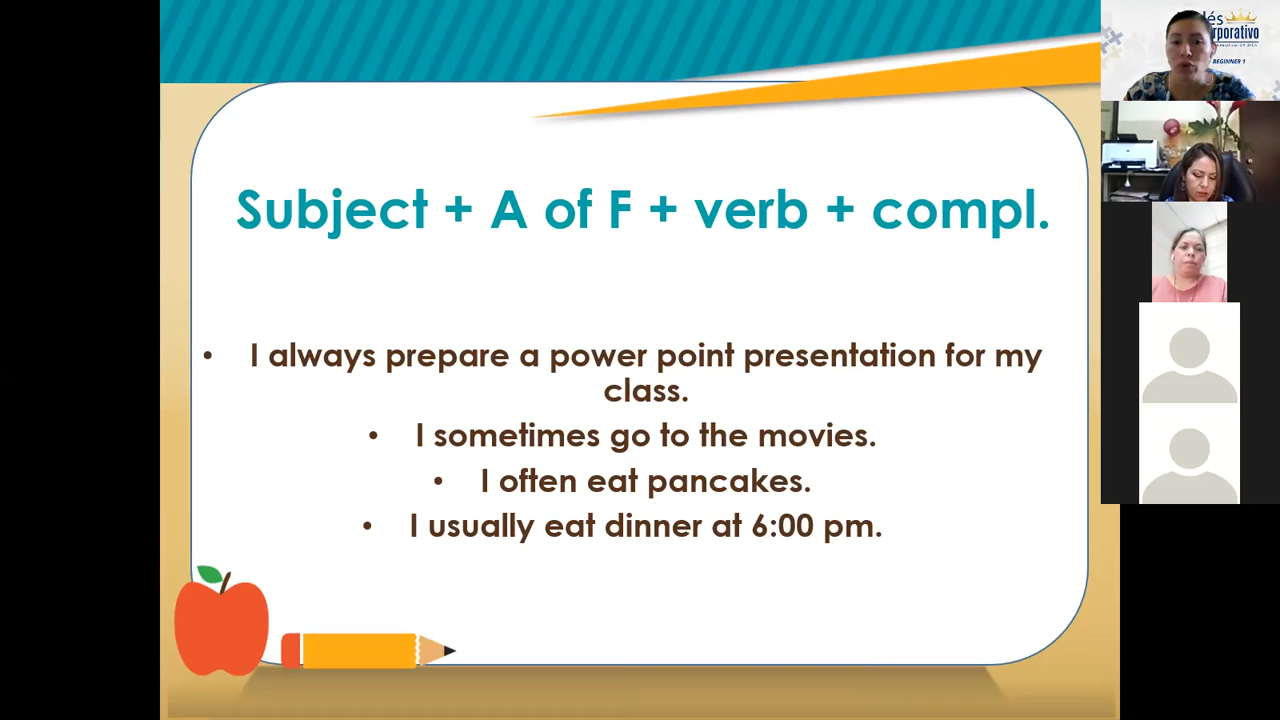 Subject + A of F + verb + compl.
• I always prepare a power point presentation for my
class.
• I sometimes go to the movies.
• I often eat pancakes.
• I usually eat dinner at 6:00 pm.
BEGINNER 1